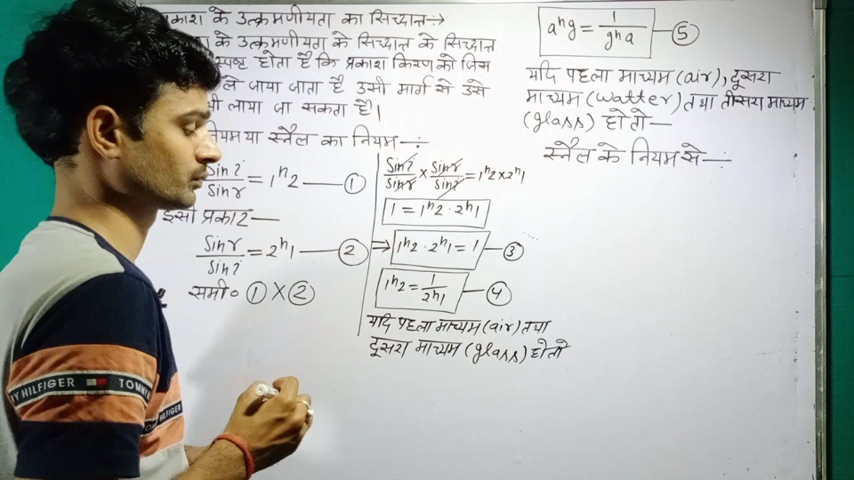 काश के उत्क्रमणीयता का सिध्दान्त →
के उत्क्रमणीयता के सिध्दान्त के सिध्दान्त
स्पष्ट होता है कि प्रकाश किरण को जिस
ले जाया जाता है उसी मार्ग से उसे
लाया जा सकता है।
नियम या स्नैल का नियम —:
Sin i / Sin r = 1n2 — ①
इसी प्रकार —
Sin r / Sin i = 2n1 — ②
समी० ① X ②
Sin i / Sin r × Sin r / Sin i = 1n2 × 2n1
1 = 1n2 · 2n1
⇒ 1n2 · 2n1 = 1 — ③
1n2 = 1 / 2n1 — ④
यदि पहला माध्यम (air) तथा
दूसरा माध्यम (glass) हो तो
ang = 1 / gna — ⑤
यदि पहला माध्यम (air), दूसरा
माध्यम (watter) तथा तीसरा माध्यम
(glass) हो तो —
स्नैल के नियम से —:
Y HILFIGER TOMM
HILFIGER